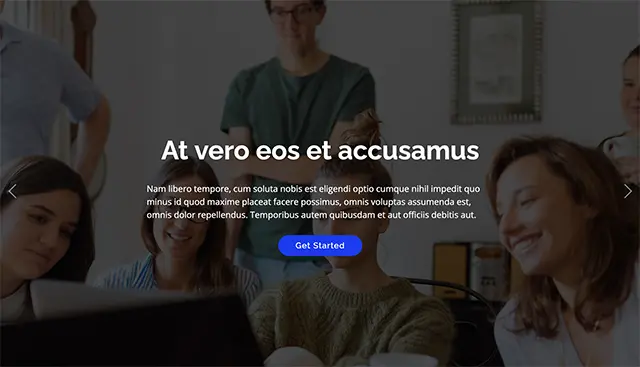 At vero eos et accusamus
Nam libero tempore, cum soluta nobis est eligendi optio cumque nihil impedit quo
minus id quod maxime placeat facere possimus, omnis voluptas assumenda est,
omnis dolor repellendus. Temporibus autem quibusdam et aut officiis debitis aut.
Get Started